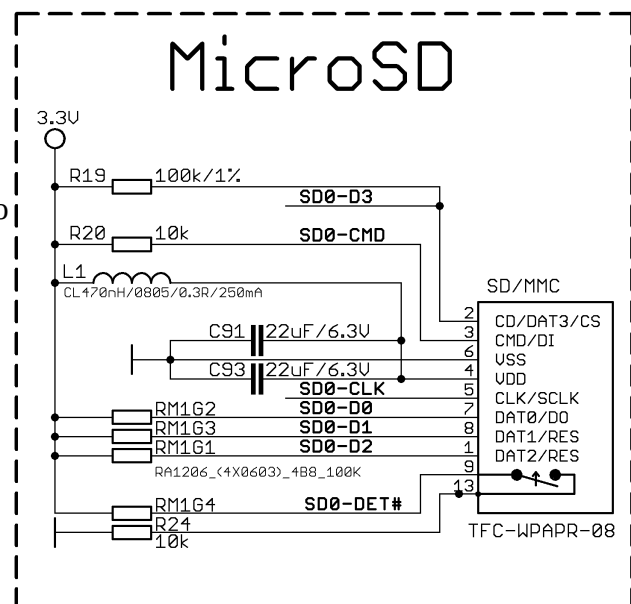 MicroSD
3.3V
R19 100k/1%
SD0-D3
R20 10k SD0-CMD
L1
CL470nH/0805/0.3R/250mA
SD/MMC
2 CD/DAT3/CS
3 CMD/DI
C91 22uF/6.3V
6 VSS
C93 22uF/6.3V
4 VDD
SD0-CLK 5 CLK/SCLK
RM1G2 SD0-D0 7 DAT0/DO
RM1G3 SD0-D1 8 DAT1/RES
RM1G1 SD0-D2 1 DAT2/RES
RA1206_(4X0603)_4B8_100K
9
13
RM1G4 SD0-DET#
R24
10k
TFC-WPAPR-08